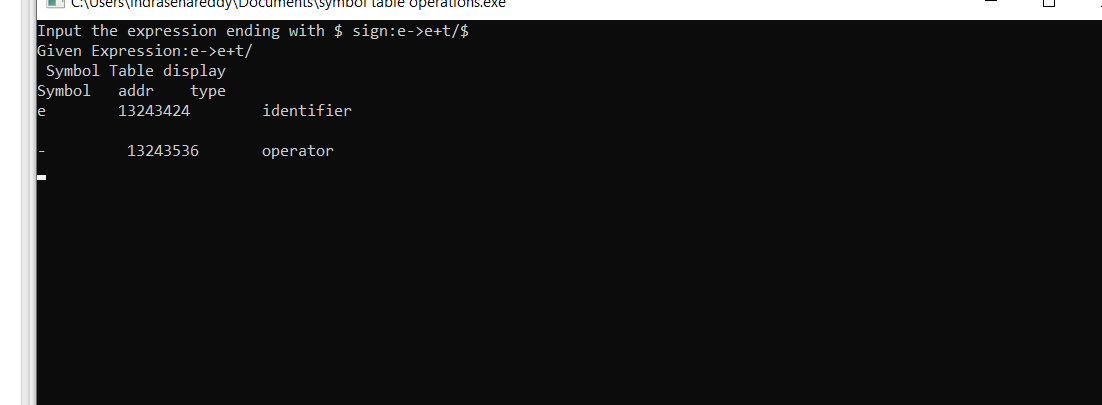 C:\Users\indrasenareddy\Documents\symbol table operations.exe
Input the expression ending with $ sign:e->e+t/$
Given Expression:e->e+t/
 Symbol Table display
Symbol   addr    type
e        13243424        identifier
-         13243536       operator